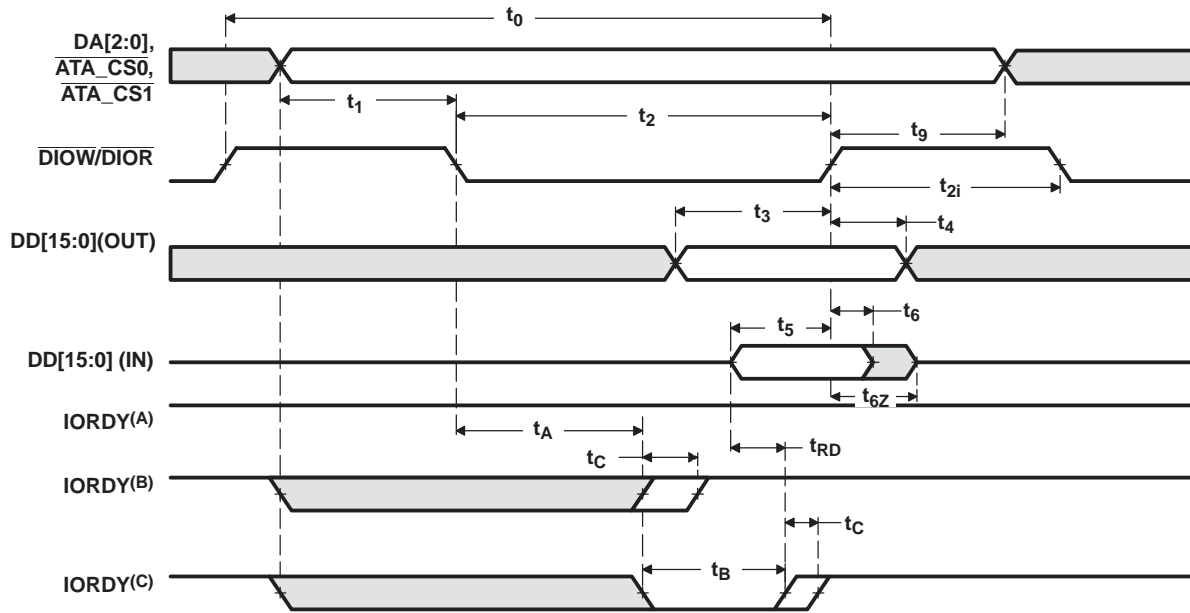 t0
DA[2:0],
ATA_CS0,
ATA_CS1
t1
t2
t9
DIOW/DIOR
t2i
t3
t4
DD[15:0](OUT)
t6
t5
DD[15:0] (IN)
t6Z
IORDY(A)
tA
tRD
tC
IORDY(B)
tC
tB
IORDY(C)